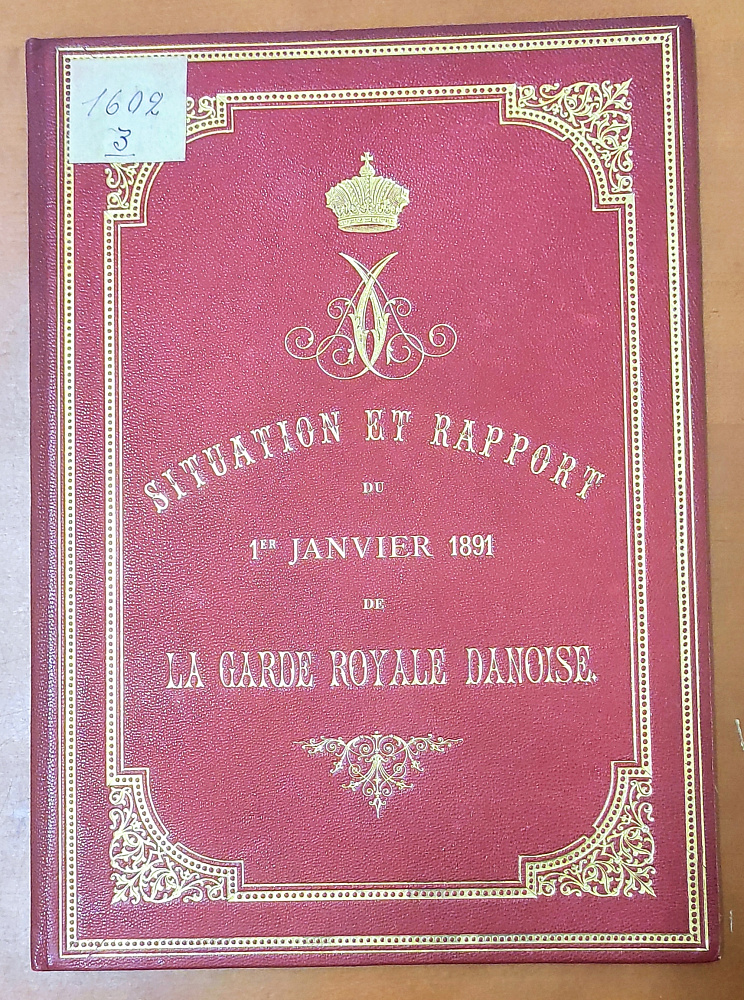 1602
3
SITUATION ET RAPPORT
DU
1ER JANVIER 1891
DE
LA GARDE ROYALE DANOISE.